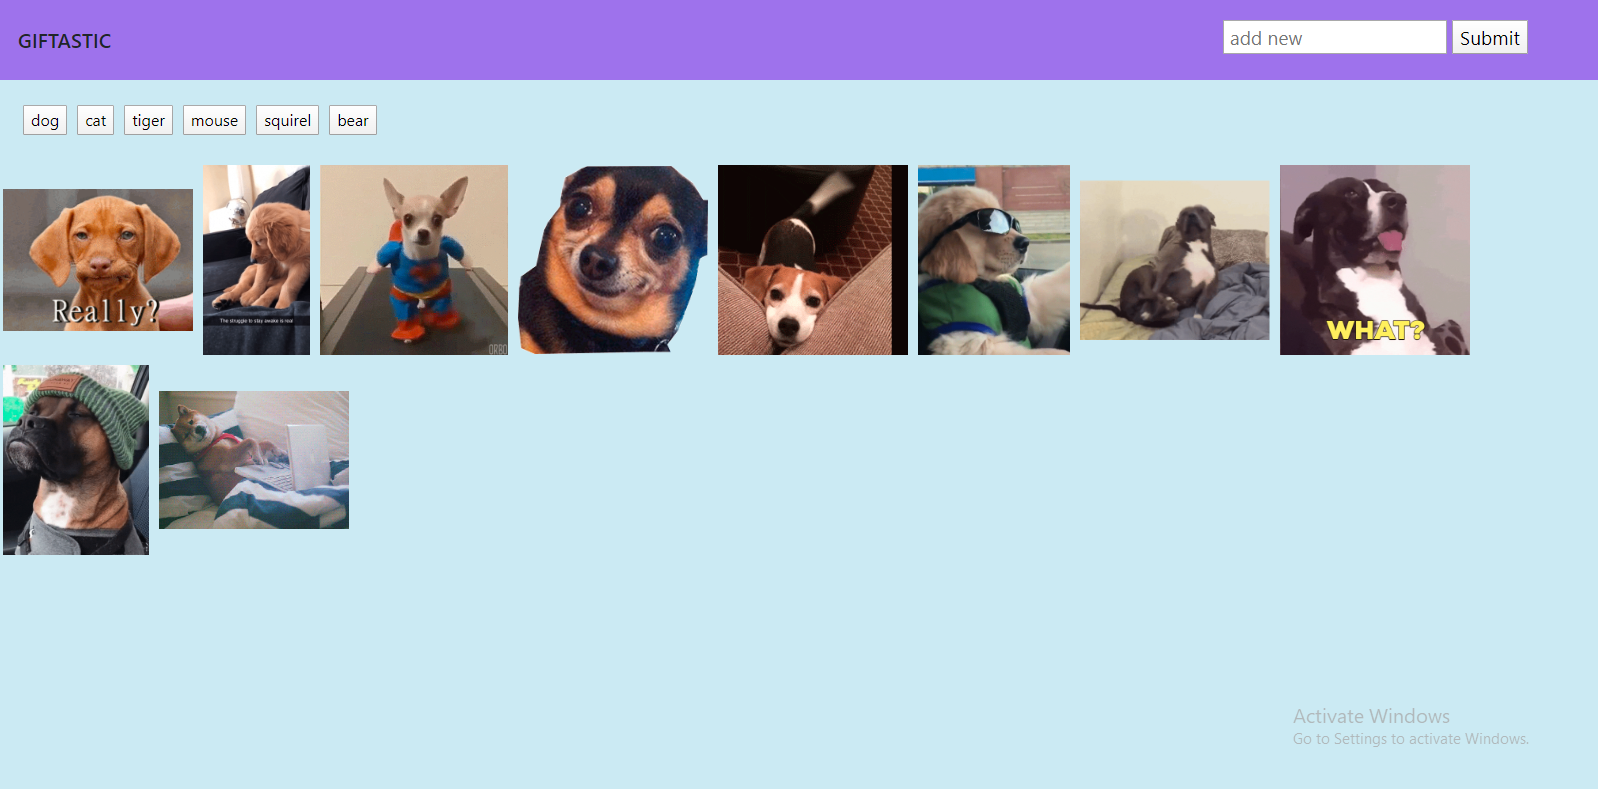 GIFTASTIC
add new
Submit
dog
cat
tiger
mouse
squirel
bear
Really?
The struggle to stay awake is real
ORBO
WHAT?
Activate Windows
Go to Settings to activate Windows.